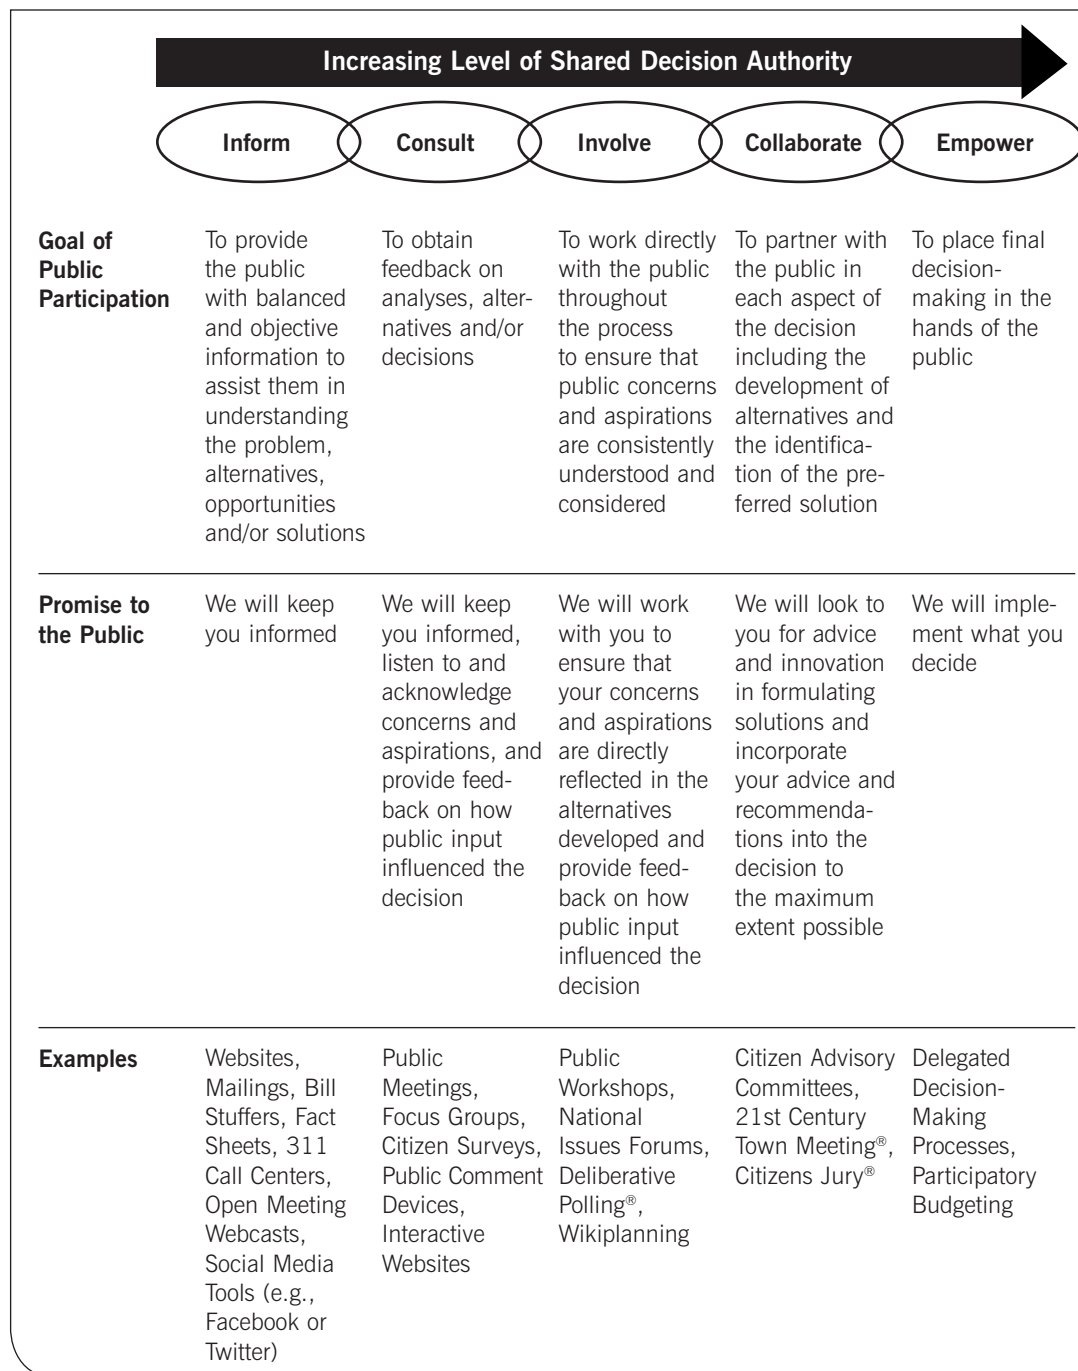 Increasing Level of Shared Decision Authority
Inform
Consult
Involve
Collaborate
Empower
Goal of
Public
Participation
To provide
the public
with balanced
and objective
information to
assist them in
understanding
the problem,
alternatives,
opportunities
and/or solutions
To obtain
feedback on
analyses, alter-
natives and/or
decisions
To work directly
with the public
throughout
the process
to ensure that
public concerns
and aspirations
are consistently
understood and
considered
To partner with
the public in
each aspect of
the decision
including the
development of
alternatives and
the identifica-
tion of the pre-
ferred solution
To place final
decision-
making in the
hands of the
public
Promise to
the Public
We will keep
you informed
We will keep
you informed,
listen to and
acknowledge
concerns and
aspirations, and
provide feed-
back on how
public input
influenced the
decision
We will work
with you to
ensure that
your concerns
and aspirations
are directly
reflected in the
alternatives
developed and
provide feed-
back on how
public input
influenced the
decision
We will look to
you for advice
and innovation
in formulating
solutions and
incorporate
your advice and
recommenda-
tions into the
decision to
the maximum
extent possible
We will imple-
ment what you
decide
Examples
Websites,
Mailings, Bill
Stuffers, Fact
Sheets, 311
Call Centers,
Open Meeting
Webcasts,
Social Media
Tools (e.g.,
Facebook or
Twitter)
Public
Meetings,
Focus Groups,
Citizen Surveys,
Public Comment
Devices,
Interactive
Websites
Public
Workshops,
National
Issues Forums,
Deliberative
Polling®,
Wikiplanning
Citizen Advisory
Committees,
21st Century
Town Meeting®,
Citizens Jury®
Delegated
Decision-
Making
Processes,
Participatory
Budgeting